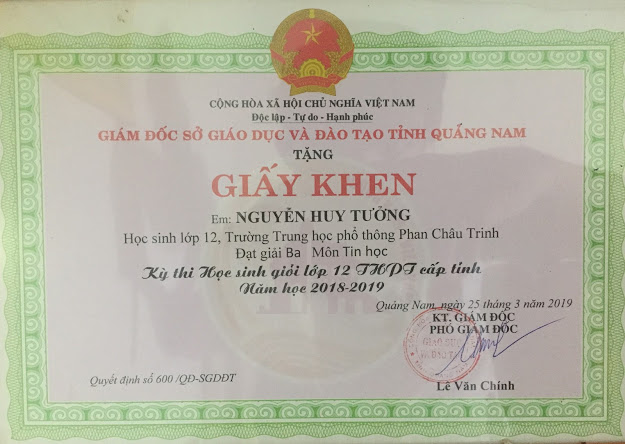 CỘNG HÒA XÃ HỘI CHỦ NGHĨA VIỆT NAM
Độc lập - Tự do - Hạnh phúc
GIÁM ĐỐC SỞ GIÁO DỤC VÀ ĐÀO TẠO TỈNH QUẢNG NAM
TẶNG
GIẤY KHEN
Em: NGUYỄN HUY TƯỞNG
Học sinh lớp 12, Trường Trung học phổ thông Phan Châu Trinh
Đạt giải Ba Môn Tin học
Kỳ thi Học sinh giỏi lớp 12 THPT cấp tỉnh
Năm học 2018-2019
Quảng Nam, ngày 25 tháng 3 năm 2019
KT. GIÁM ĐỐC
PHÓ GIÁM ĐỐC
Quyết định số 600 /QĐ-SGDĐT
Lê Văn Chính